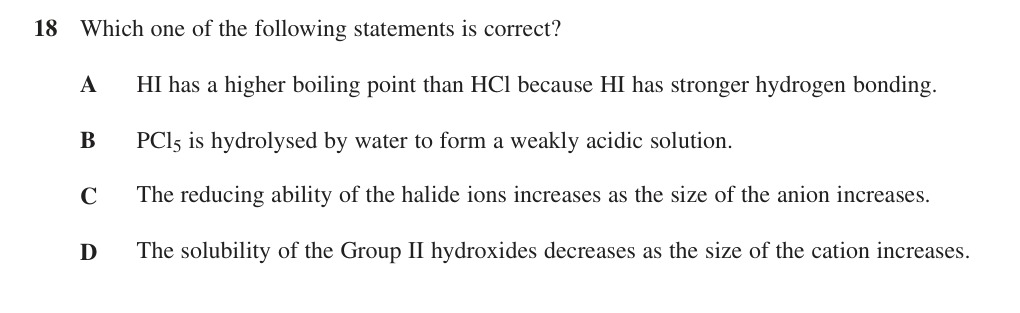 18 Which one of the following statements is correct?
A HI has a higher boiling point than HCl because HI has stronger hydrogen bonding.
B PCl₅ is hydrolysed by water to form a weakly acidic solution.
C The reducing ability of the halide ions increases as the size of the anion increases.
D The solubility of the Group II hydroxides decreases as the size of the cation increases.